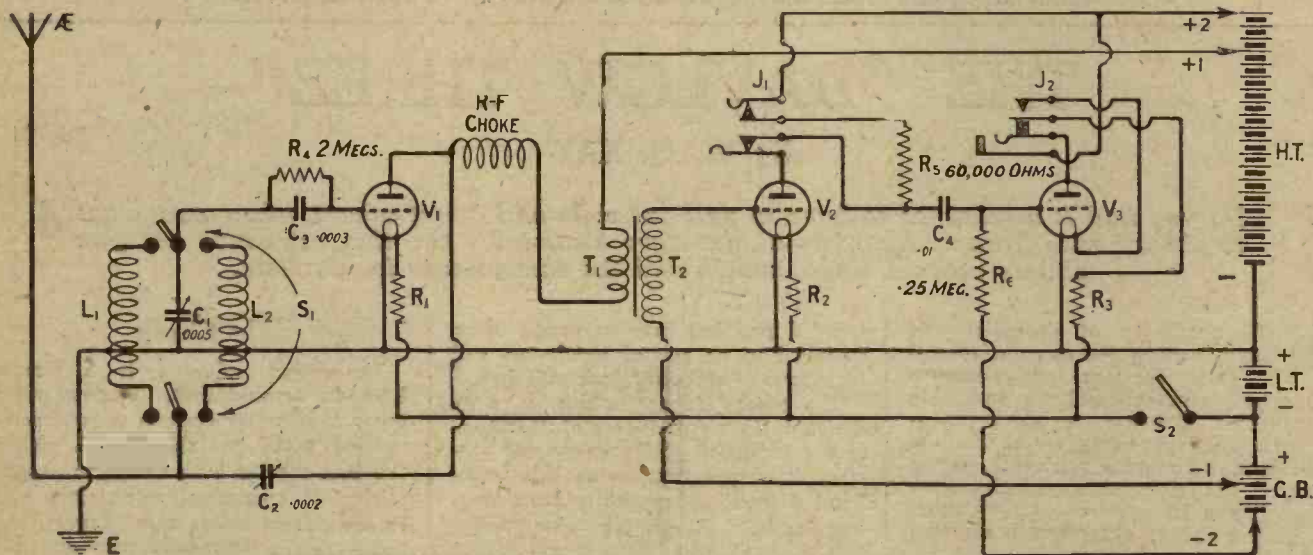 Æ
+2
+1
J₁
J₂
R-F
CHOKE
H.T.
R₄ 2 MEGS.
R₅ 60,000 OHMS
V₁
V₂
V₃
C₃ .0003
C₄
.01
T₁
T₂
R₁
R₂
.25 MEG.
R₆
R₃
L₁
C₁
.0005
L₂
S₁
−
+
L.T.
−
S₂
+
−1
G.B.
−2
C₂ .0002
E